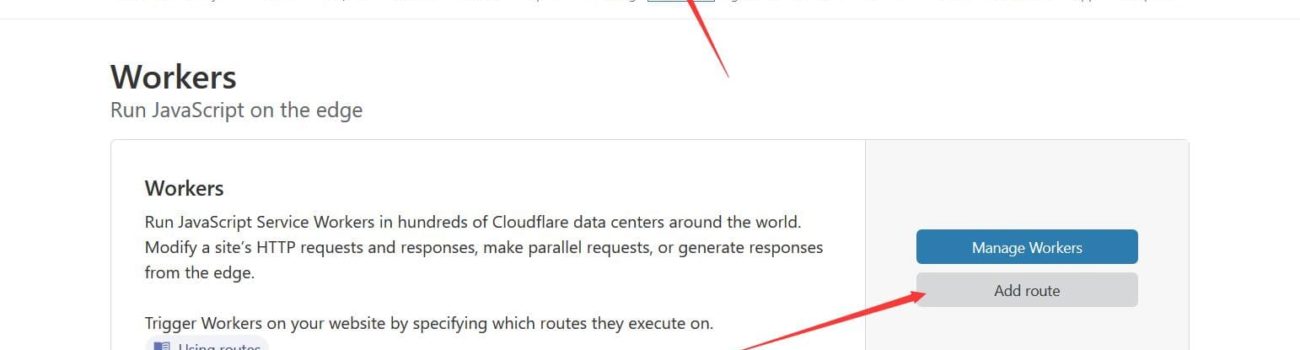 Workers
Run JavaScript on the edge
Workers
Run JavaScript Service Workers in hundreds of Cloudflare data centers around the world.
Modify a site’s HTTP requests and responses, make parallel requests, or generate responses
from the edge.
Manage Workers
Add route
Trigger Workers on your website by specifying which routes they execute on.
Using routes